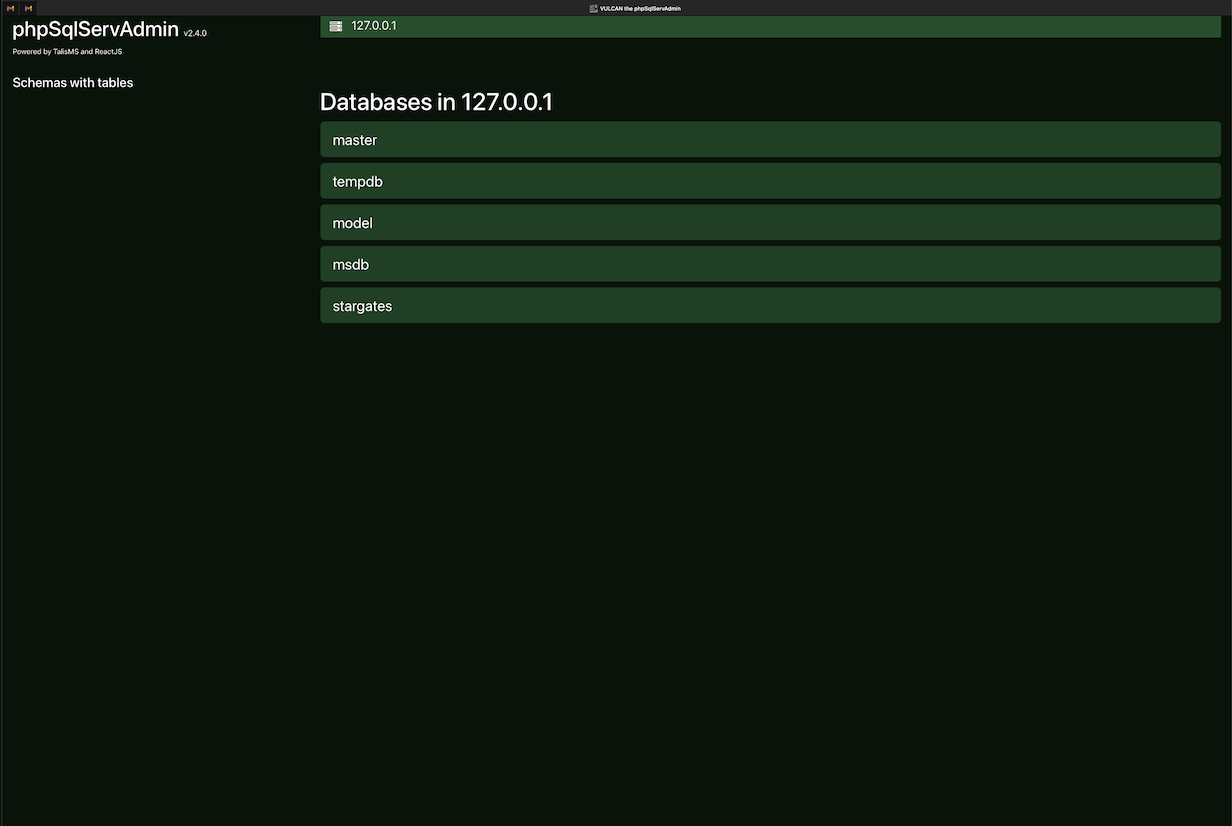 VULCAN the phpSqlServAdmin
phpSqlServAdmin v2.4.0
Powered by TalisMS and ReactJS
Schemas with tables
127.0.0.1
Databases in 127.0.0.1
master
tempdb
model
msdb
stargates